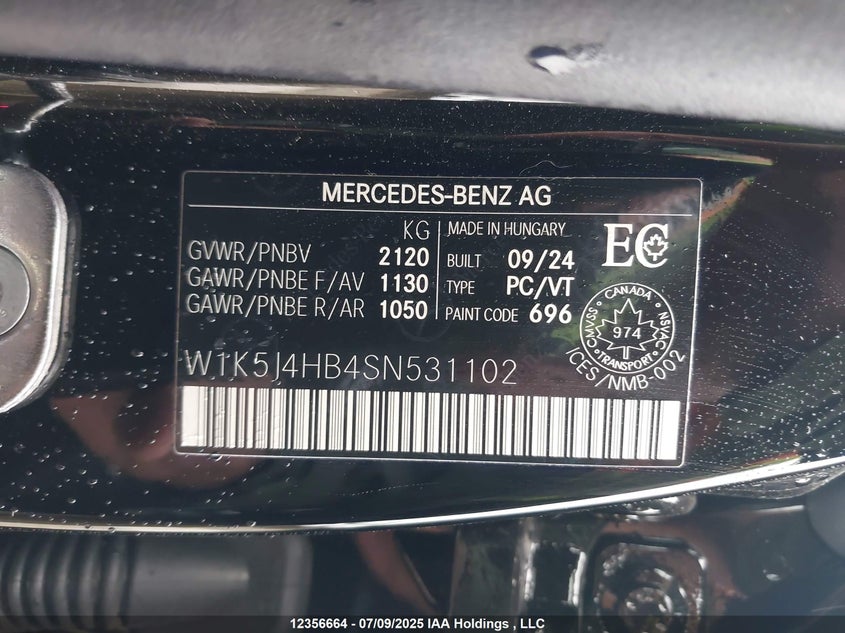 MERCEDES-BENZ AG
KG
GVWR/PNBV 2120
GAWR/PNBE F/AV 1130
GAWR/PNBE R/AR 1050
MADE IN HUNGARY
BUILT 09/24
TYPE PC/VT
PAINT CODE 696
EC
CANADA
CMVSS 974 NSVAC
TRANSPORT
ICES/NMB-002
W1K5J4HB4SN531102
12356664 - 07/09/2025 IAA Holdings , LLC